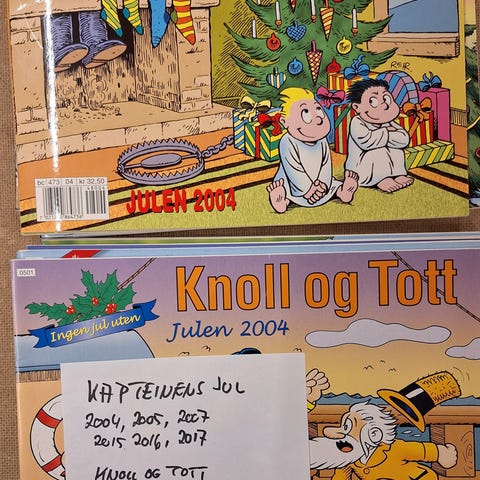 REIR
bc 473 04 kr 32.50
JULEN 2004
0501
Knoll og Tott
Ingen jul uten
Julen 2004
KAPTEINENS JUL
2004, 2005, 2007
2015 2016, 2017
KNOLL OG TOTT